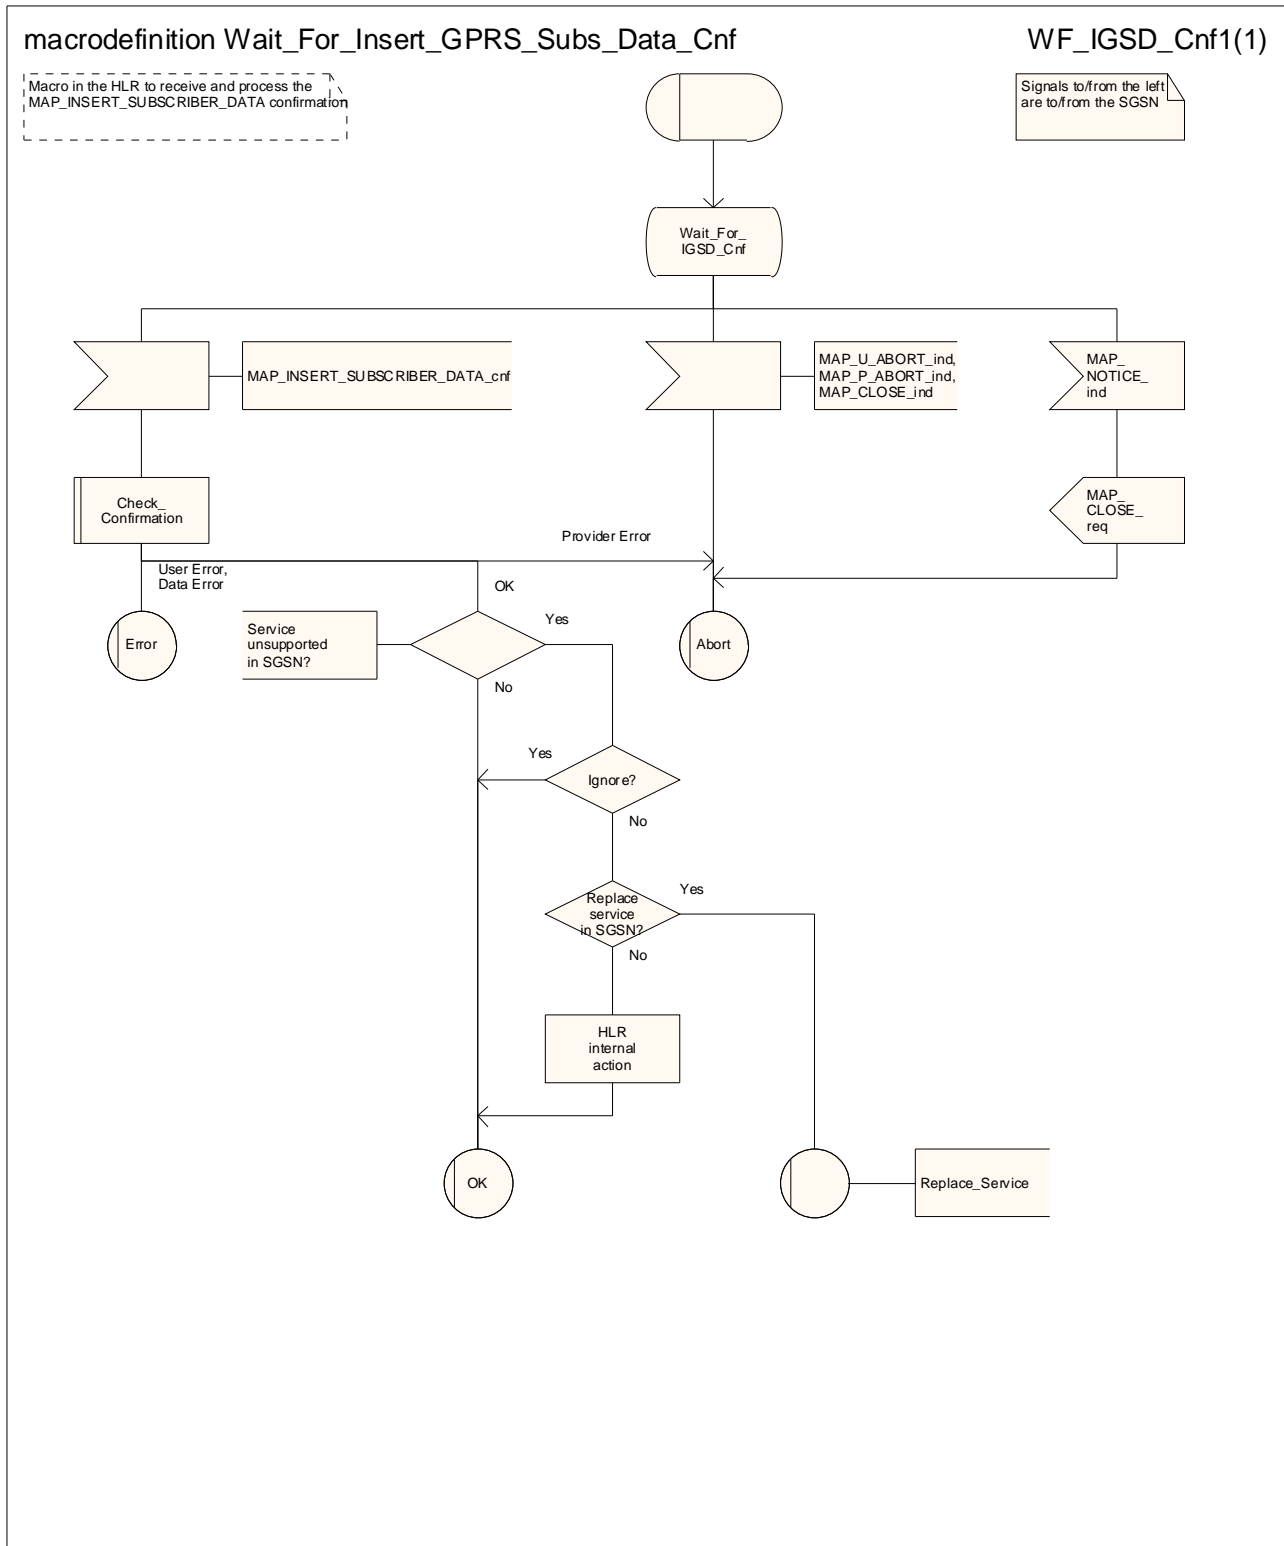 macrodefinition Wait_For_Insert_GPRS_Subs_Data_Cnf
WF_IGSD_Cnf1(1)
Macro in the HLR to receive and process the
MAP_INSERT_SUBSCRIBER_DATA confirmation
Signals to/from the left
are to/from the SGSN
Wait_For_
IGSD_Cnf
MAP_INSERT_SUBSCRIBER_DATA_cnf
MAP_U_ABORT_ind,
MAP_P_ABORT_ind,
MAP_CLOSE_ind
MAP_
NOTICE_
ind
Check_
Confirmation
MAP_
CLOSE_
req
Provider Error
User Error,
Data Error
OK
Error
Service
unsupported
in SGSN?
Yes
Abort
No
Yes
Ignore?
No
Replace
service
in SGSN?
Yes
No
HLR
internal
action
OK
Replace_Service